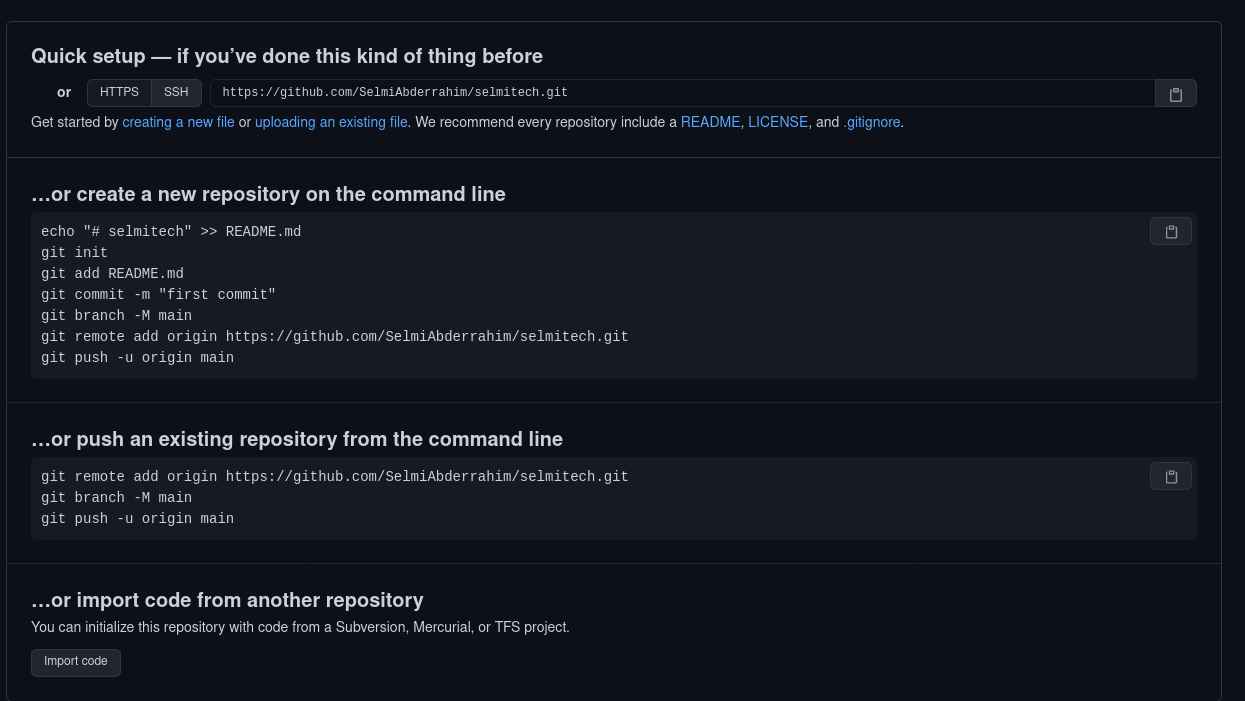 Quick setup — if you’ve done this kind of thing before
or HTTPS SSH https://github.com/SelmiAbderrahim/selmitech.git
Get started by creating a new file or uploading an existing file. We recommend every repository include a README, LICENSE, and .gitignore.
…or create a new repository on the command line
echo "# selmitech" >> README.md
git init
git add README.md
git commit -m "first commit"
git branch -M main
git remote add origin https://github.com/SelmiAbderrahim/selmitech.git
git push -u origin main
…or push an existing repository from the command line
git remote add origin https://github.com/SelmiAbderrahim/selmitech.git
git branch -M main
git push -u origin main
…or import code from another repository
You can initialize this repository with code from a Subversion, Mercurial, or TFS project.
Import code